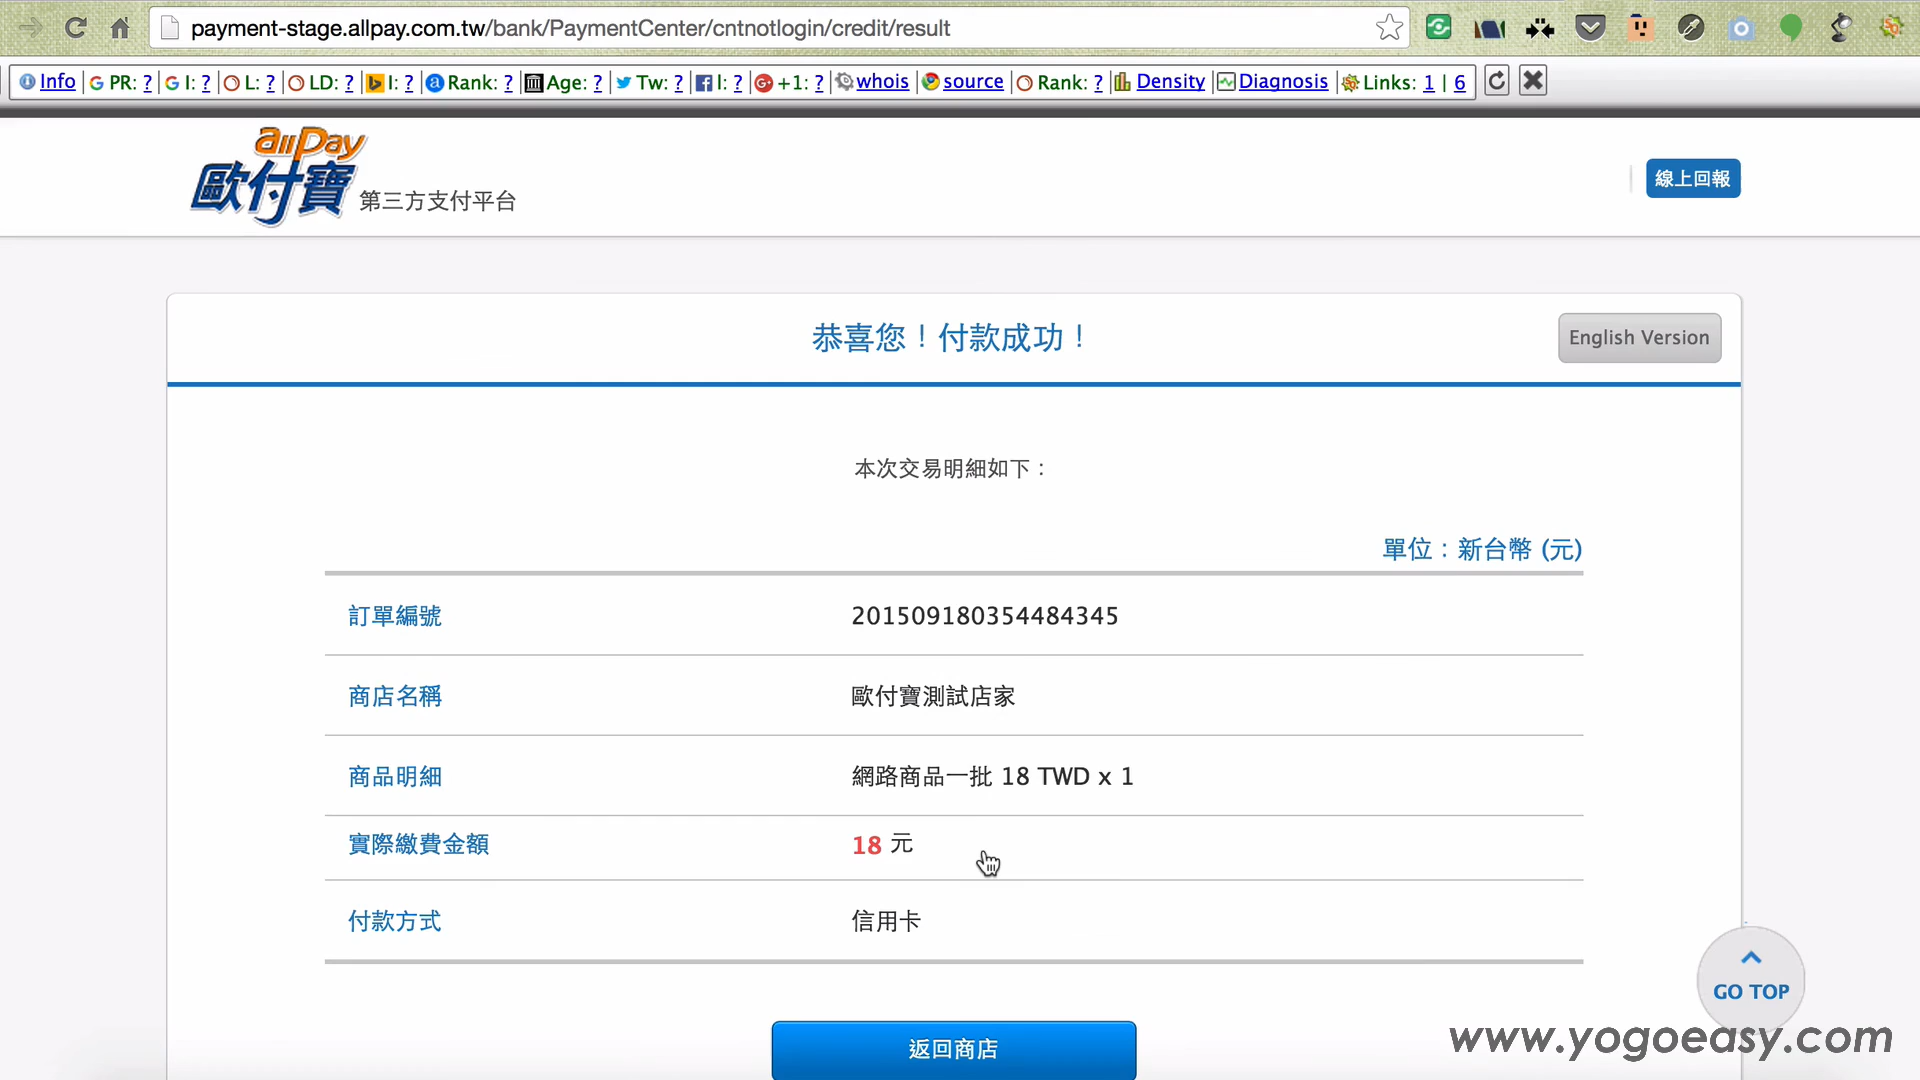 payment-stage.allpay.com.tw/bank/PaymentCenter/cntnotlogin/credit/result
Info PR: ? I: ? L: ? LD: ? I: ? Rank: ? Age: ? Tw: ? I: ? +1: ? whois source Rank: ? Density Diagnosis Links: 1 | 6
allPay
歐付寶 第三方支付平台
線上回報
恭喜您！付款成功！
English Version
本次交易明細如下：
單位：新台幣 (元)
訂單編號 201509180354484345
商店名稱 歐付寶測試店家
商品明細 網路商品一批 18 TWD x 1
實際繳費金額 18 元
付款方式 信用卡
GO TOP
返回商店
www.yogoeasy.com